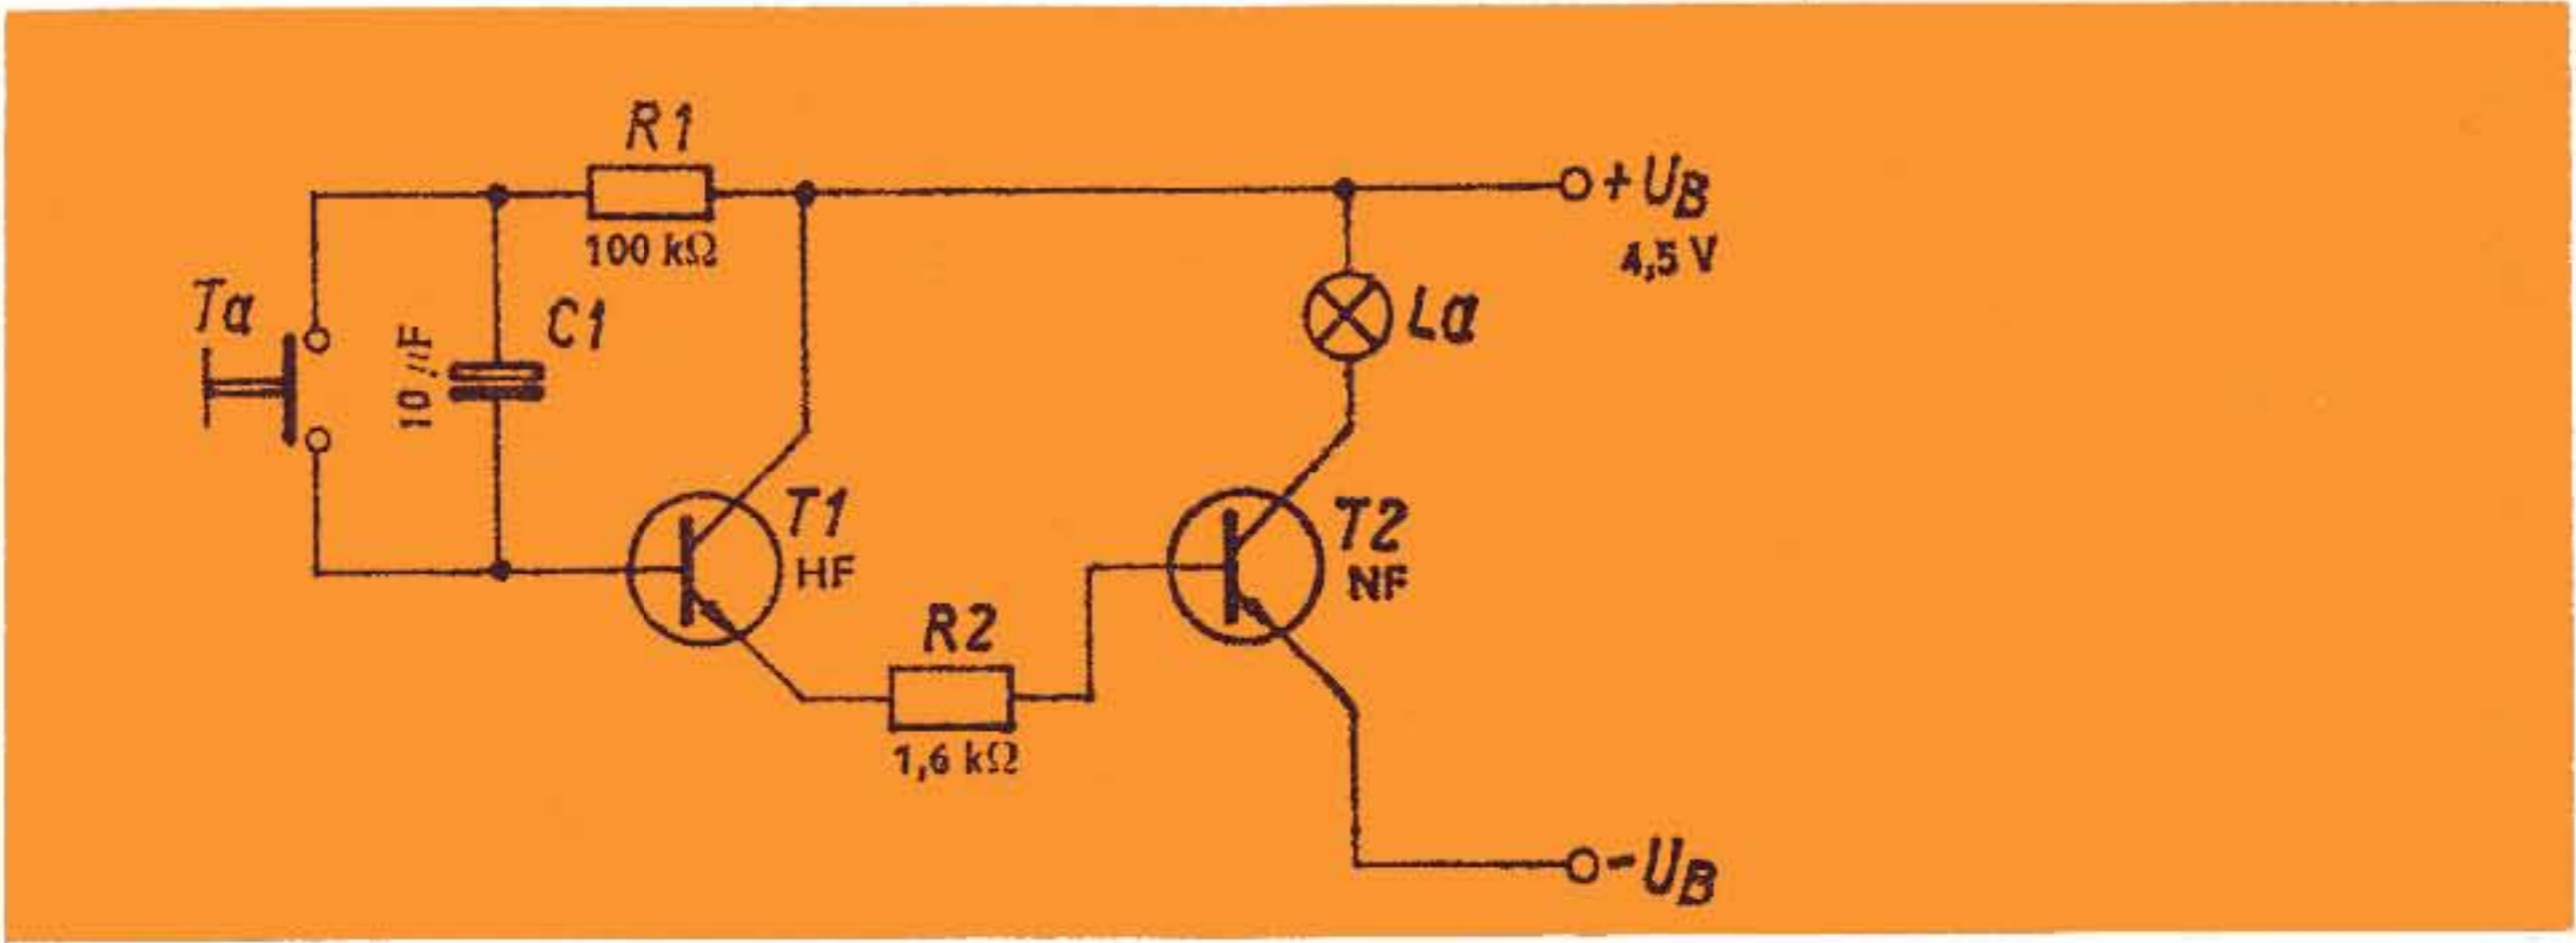 R1
100 kΩ
+UB
4,5 V
Ta
10 µF
C1
La
T1
HF
T2
NF
R2
1,6 kΩ
-UB